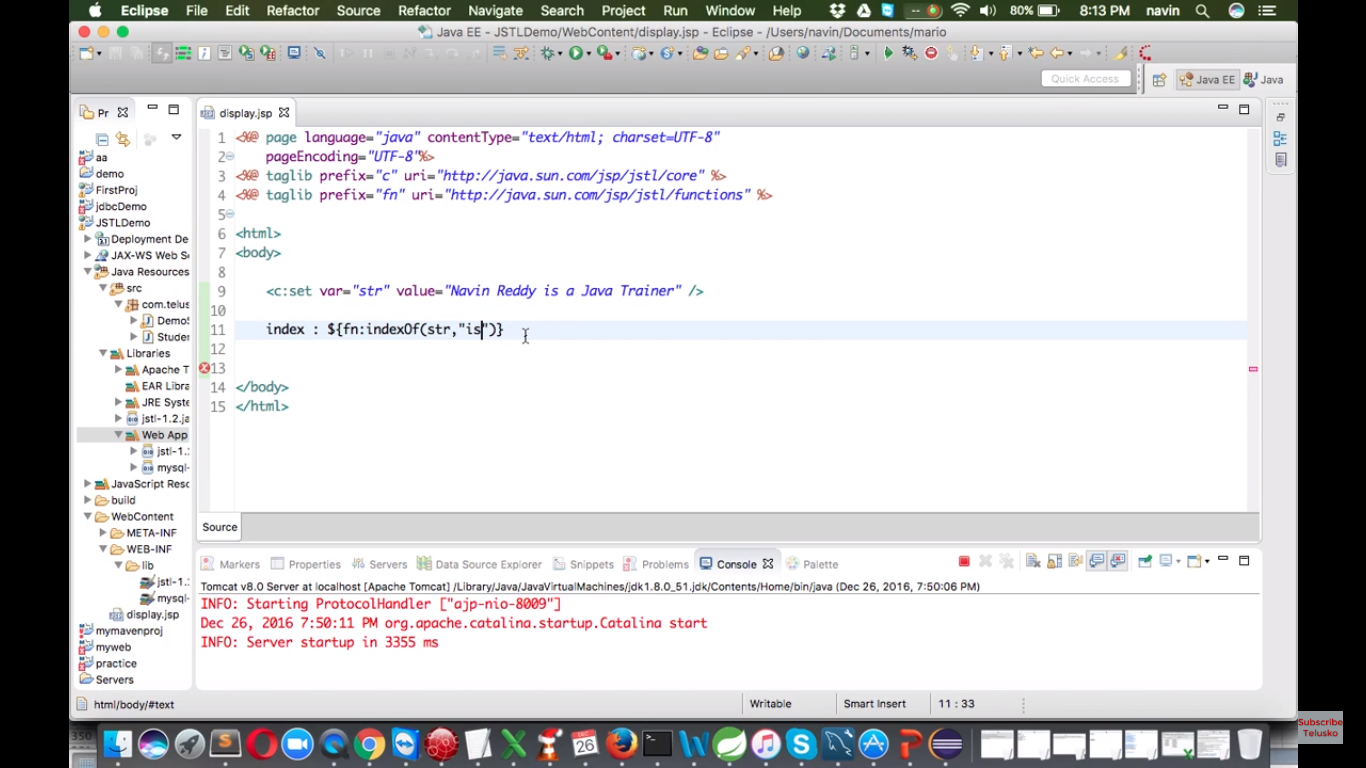 Eclipse File Edit Refactor Source Refactor Navigate Search Project Run Window Help 80% 8:13 PM navin
Java EE - JSTLDemo/WebContent/display.jsp - Eclipse - /Users/navin/Documents/mario
Quick Access Java EE Java
Pr
display.jsp
aa
demo
FirstProj
jdbcDemo
JSTLDemo
Deployment De
JAX-WS Web S
Java Resources
src
com.telus
DemoS
Studen
Libraries
Apache T
EAR Libra
JRE Syste
jstl-1.2.ja
Web App
jstl-1.
mysql-
JavaScript Resc
build
WebContent
META-INF
WEB-INF
lib
jstl-1.
mysql-
display.jsp
mymavenproj
myweb
practice
Servers
1 <%@ page language="java" contentType="text/html; charset=UTF-8"
2 pageEncoding="UTF-8"%>
3 <%@ taglib prefix="c" uri="http://java.sun.com/jsp/jstl/core" %>
4 <%@ taglib prefix="fn" uri="http://java.sun.com/jsp/jstl/functions" %>
5
6 <html>
7 <body>
8
9 <c:set var="str" value="Navin Reddy is a Java Trainer" />
10
11 index : ${fn:indexOf(str,"is")}
12
13
14 </body>
15 </html>
Source
Markers Properties Servers Data Source Explorer Snippets Problems Console Palette
Tomcat v8.0 Server at localhost [Apache Tomcat] /Library/Java/JavaVirtualMachines/jdk1.8.0_51.jdk/Contents/Home/bin/java (Dec 26, 2016, 7:50:06 PM)
INFO: Starting ProtocolHandler ["ajp-nio-8009"]
Dec 26, 2016 7:50:11 PM org.apache.catalina.startup.Catalina start
INFO: Server startup in 3355 ms
html/body/#text Writable Smart Insert 11 : 33
26
Subscribe
Telusko